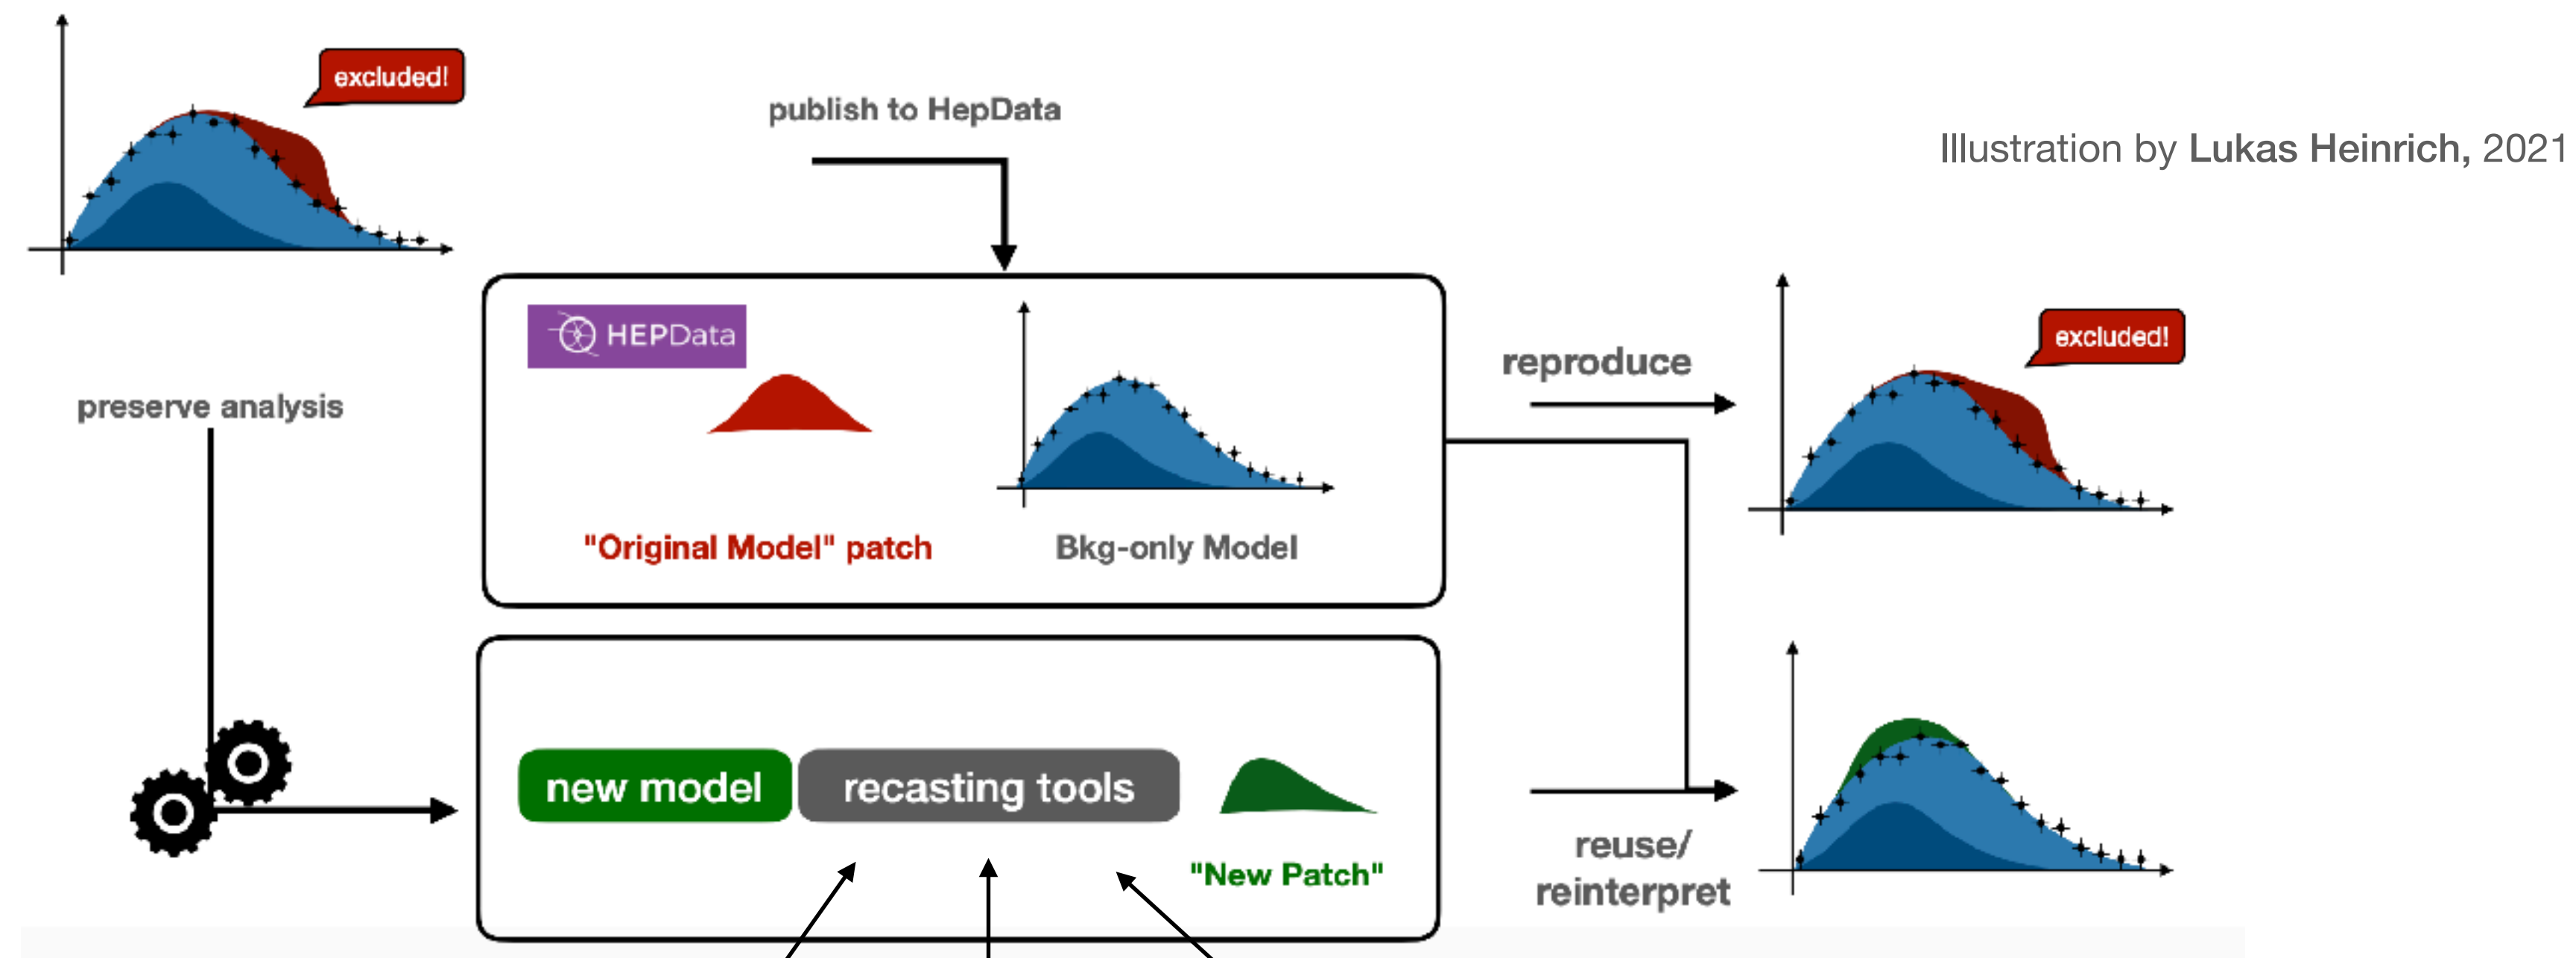 excluded!
publish to HepData
Illustration by Lukas Heinrich, 2021
HEPData
excluded!
reproduce
preserve analysis
"Original Model" patch
Bkg-only Model
new model
recasting tools
"New Patch"
reuse/
reinterpret